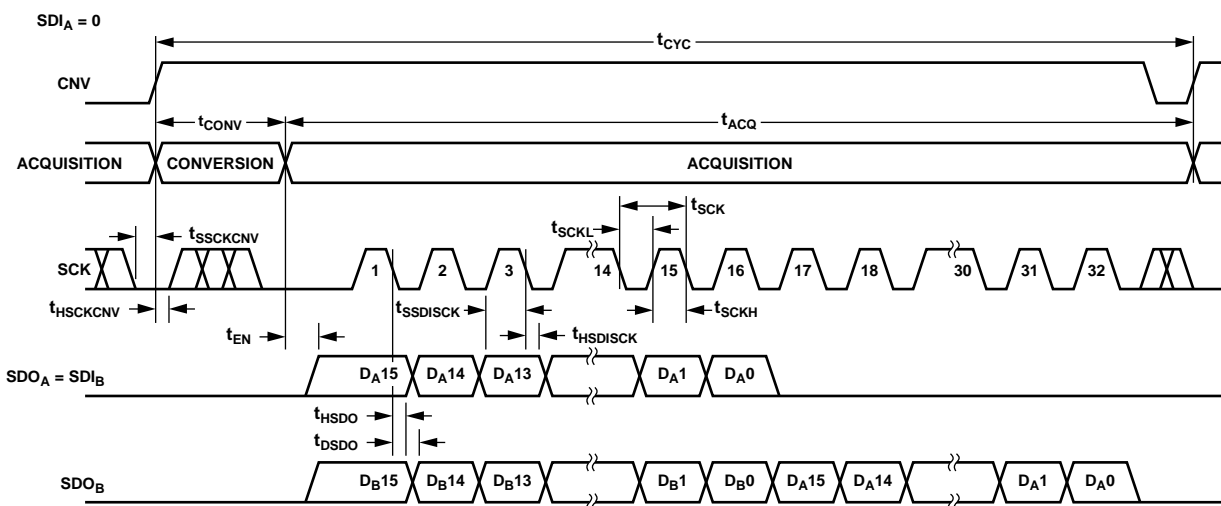 SDIA = 0
tCYC
CNV
tCONV
tACQ
ACQUISITION CONVERSION ACQUISITION
tSCK
tSCKL
tSSCKCNV
SCK 1 2 3 14 15 16 17 18 30 31 32
tHSCKCNV
tSSDISCK
tSCKH
tEN
tHSDISCK
SDOA = SDIB DA15 DA14 DA13 DA1 DA0
tHSDO
tDSDO
SDOB DB15 DB14 DB13 DB1 DB0 DA15 DA14 DA1 DA0